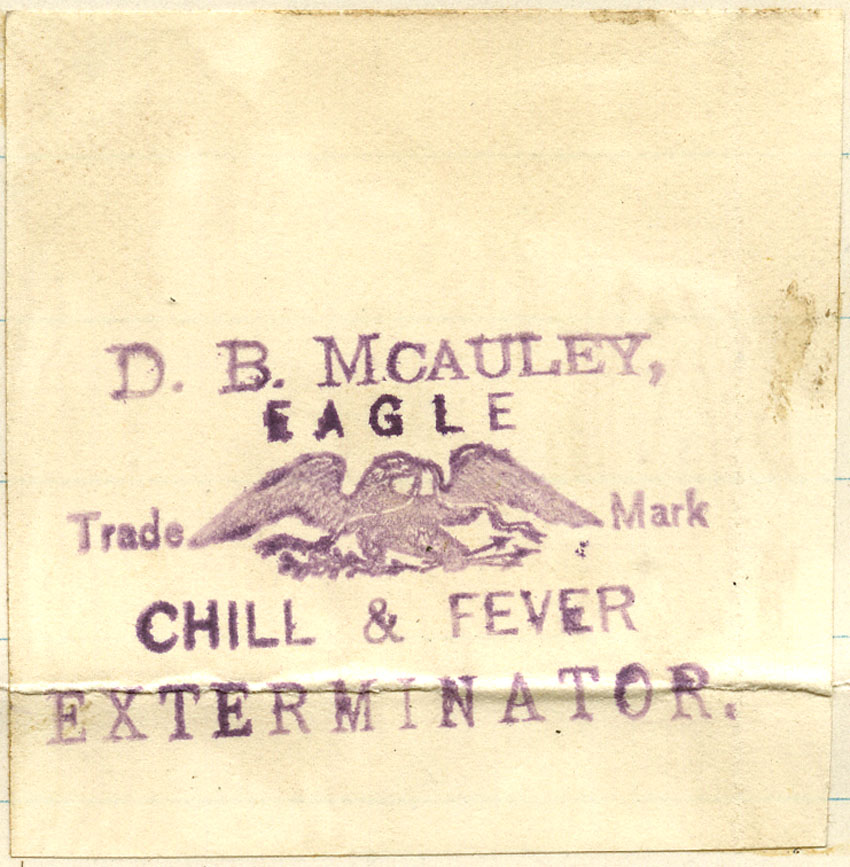 D. B. MCAULEY,
EAGLE
Trade Mark
CHILL & FEVER
EXTERMINATOR.